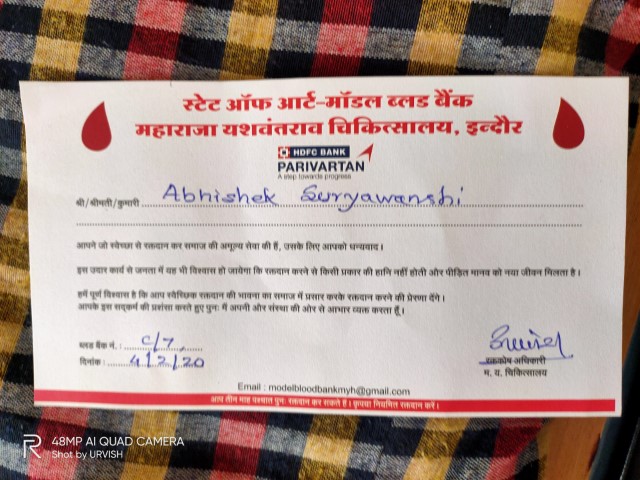 स्टेट ऑफ आर्ट-मॉडल ब्लड बैंक
महाराजा यशवंतराव चिकित्सालय, इन्दौर
HDFC BANK
PARIVARTAN
A step towards progress
श्री/श्रीमती/कुमारी Abhishek Suryawanshi
आपने जो स्वेच्छा से रक्तदान कर समाज की अमूल्य सेवा की हैं, उसके लिए आपको धन्यवाद।
इस उदार कार्य से जनता में यह भी विश्वास हो जायेगा कि रक्तदान करने से किसी प्रकार की हानि नहीं होती और पीड़ित मानव को नया जीवन मिलता है।
हमें पूर्ण विश्वास है कि आप स्वैच्छिक रक्तदान की भावना का समाज में प्रसार करके रक्तदान करने की प्रेरणा देंगे।
आपके इस सद्कर्म की प्रशंसा करते हुए पुनः मैं अपनी ओर संस्था की ओर से आभार व्यक्त करता हूँ।
ब्लड बैंक नं. : C/7
दिनांक : 4/2/20
रक्तकोष अधिकारी
म. य. चिकित्सालय
Email : modelbloodbankmyh@gmail.com
आप तीन माह पश्चात पुनः रक्तदान कर सकते हैं। कृपया नियमित रक्तदान करें।
48MP AI QUAD CAMERA
Shot by URVISH